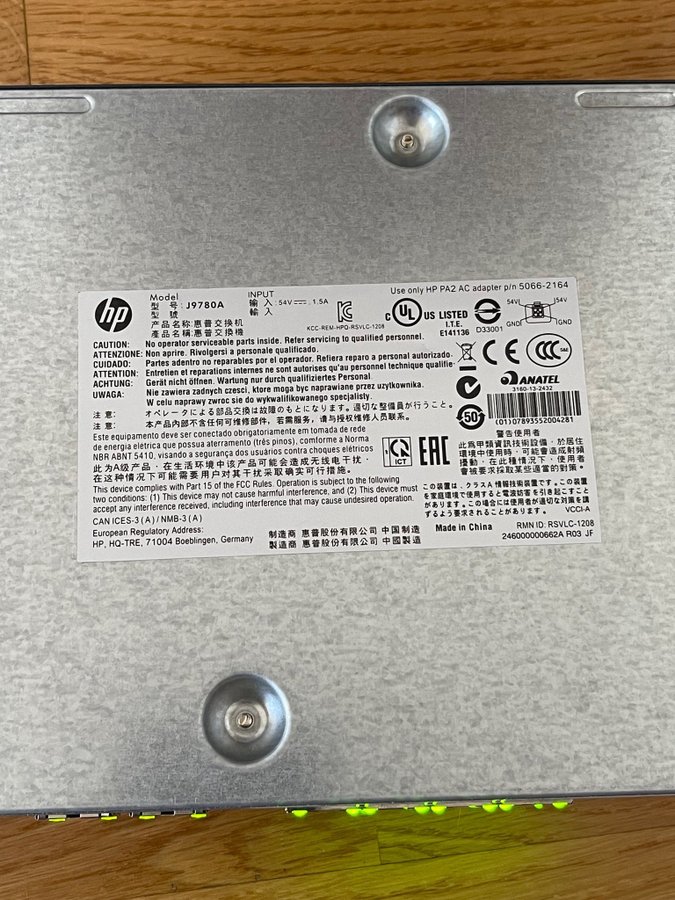 hp
Model
型 号: J9780A
型 號
INPUT
输 入: 54V⎓, 1.5A
輸 入
产品名称:惠普交换机
產品名稱:惠普交換機
KCC-REM-HPQ-RSVLC-1208
Use only HP PA2 AC adapter p/n 5066-2164
C UL US LISTED
I.T.E.
E141136
D33001
54V 54V
GND GND
CAUTION: No operator serviceable parts inside. Refer servicing to qualified personnel.
ATTENZIONE: Non aprire. Rivolgersi a personale qualificato.
CUIDADO: Partes adentro no reparables por el operador. Refiera reparo a personal autorizado.
ATTENTION: Entretien et reparations internes ne sont autorisés qu'au personnel technique qualifie.
ACHTUNG: Gerät nicht öffnen. Wartung nur durch qualifiziertes Personal
UWAGA: Nie zawiera żadnej czesci, ktore moga byc naprawiane przez uzytkownika.
W celu naprawy zwroc sie do wykwalifikowanego specjalisty
注意: オペレータによる部品交換は故障のもとになります。適切な整備員が行うこと。
注意: 本产品内部不含任何可维修部件,若需服务,请与授权维修人员联系。
CE
CCC
ANATEL
3180-13-2432
50
(01)07893552004281
Este equipamento deve ser conectado obrigatoriamente em tomada de rede
de energia elétrica que possua aterramento (três pinos), conforme a Norma
NBR ABNT 5410, visando a segurança dos usuários contra choques elétricos
此为A级产品,在生活环境中该产品可能会造成无线电干扰,
在这种情况下可能需要用户对其干扰采取确实可行措施.
ICT
EAC
警告使用者
此為甲類資訊技術設備,於居住
環境中使用時,可能會造成射頻
擾動,在此種情況下,使用者
會被要求採取某些適當的對策。
This device complies with Part 15 of the FCC Rules. Operation is subject to the following
two conditions: (1) This device may not cause harmful interference, and (2) This device must
accept any interference received, including interference that may cause undesired operation.
この装置は、クラスA 情報技術装置です。この装置
を家庭環境で使用すると電波妨害を引き起こすことが
あります。この場合には使用者が適切な対策を講
ずるよう要求されることがあります。
VCCI-A
CAN ICES-3 (A) / NMB-3 (A)
European Regulatory Address:
HP, HQ-TRE, 71004 Boeblingen, Germany
制造商 惠普股份有限公司 中国制造
製造商 惠普股份有限公司 中國製造
Made in China
RMN ID: RSVLC-1208
246000000662A R03 JF